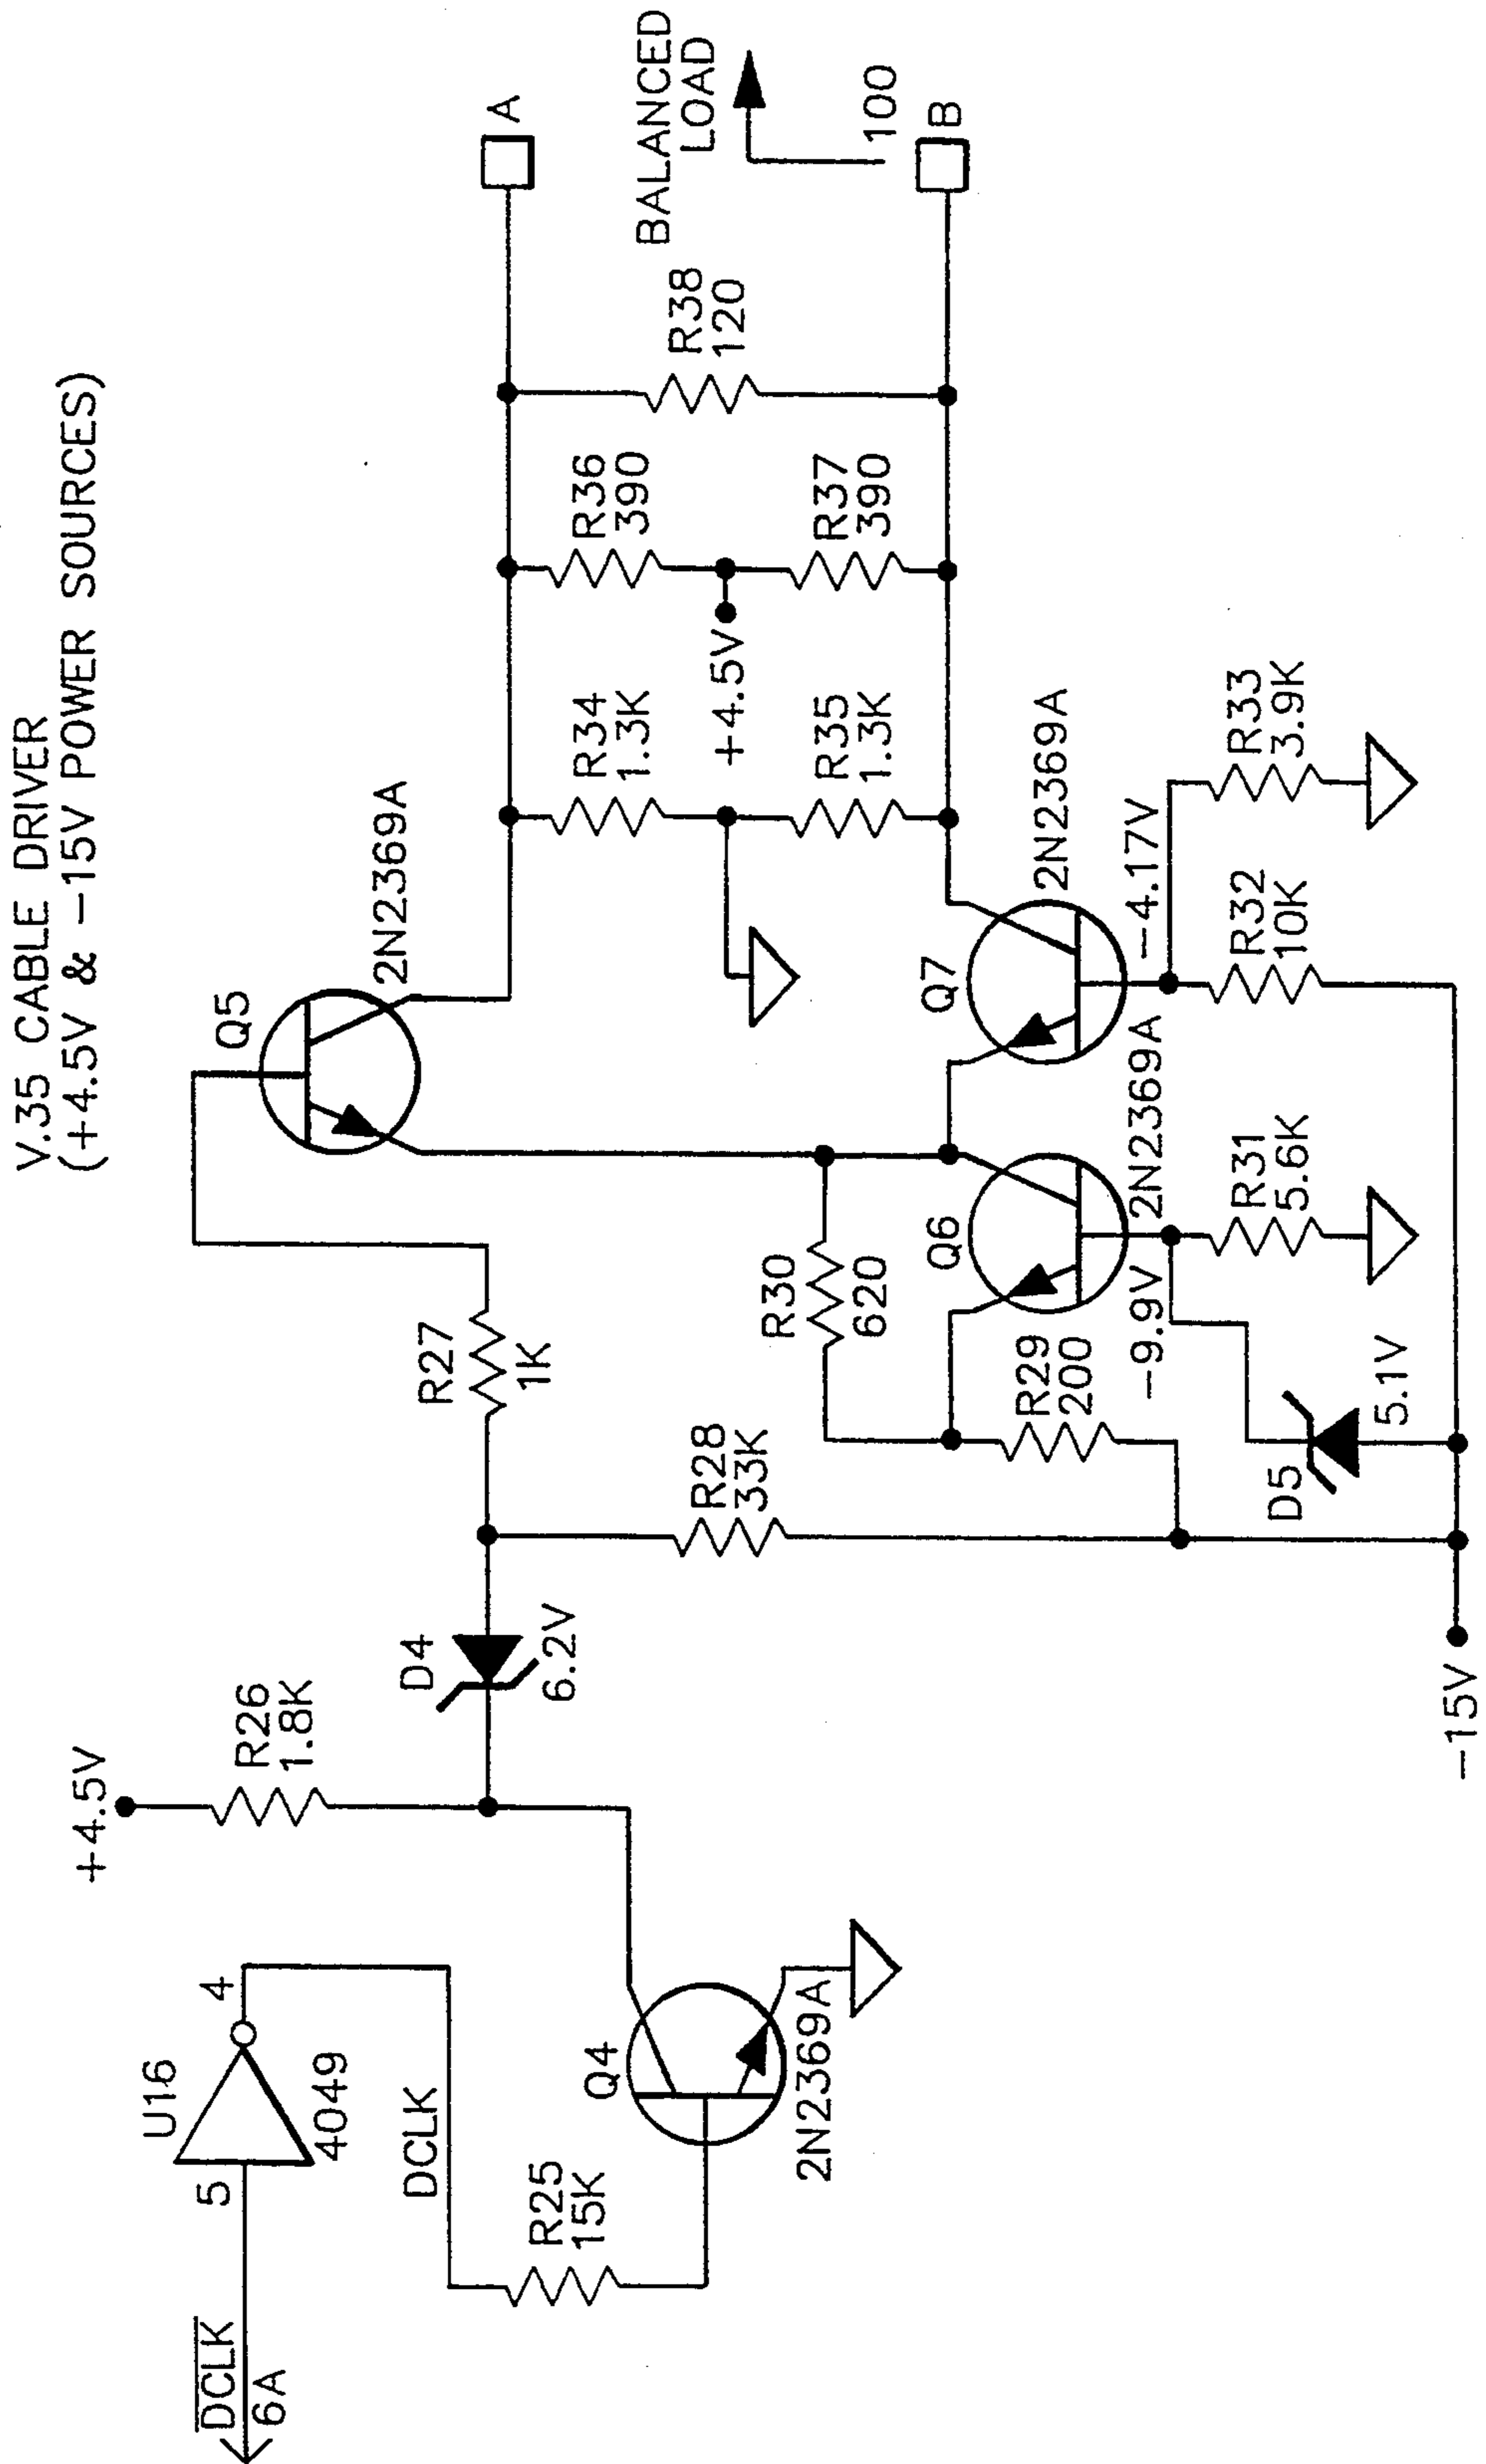 V.35 CABLE DRIVER
(+4.5V & −15V POWER SOURCES)
DCLK
6A
5
U16
4049
4
DCLK
R25
15K
Q4
2N2369A
+4.5V
R26
1.8K
D4
6.2V
R28
33K
R27
1K
Q5
2N2369A
R30
620
R29
200
Q6
2N2369A
−9.9V
D5
5.1V
R31
5.6K
−15V
Q7
2N2369A
−4.17V
R32
10K
R33
3.9K
R34
1.3K
+4.5V
R35
1.3K
R36
390
R37
390
R38
120
A
BALANCED
LOAD
100
B